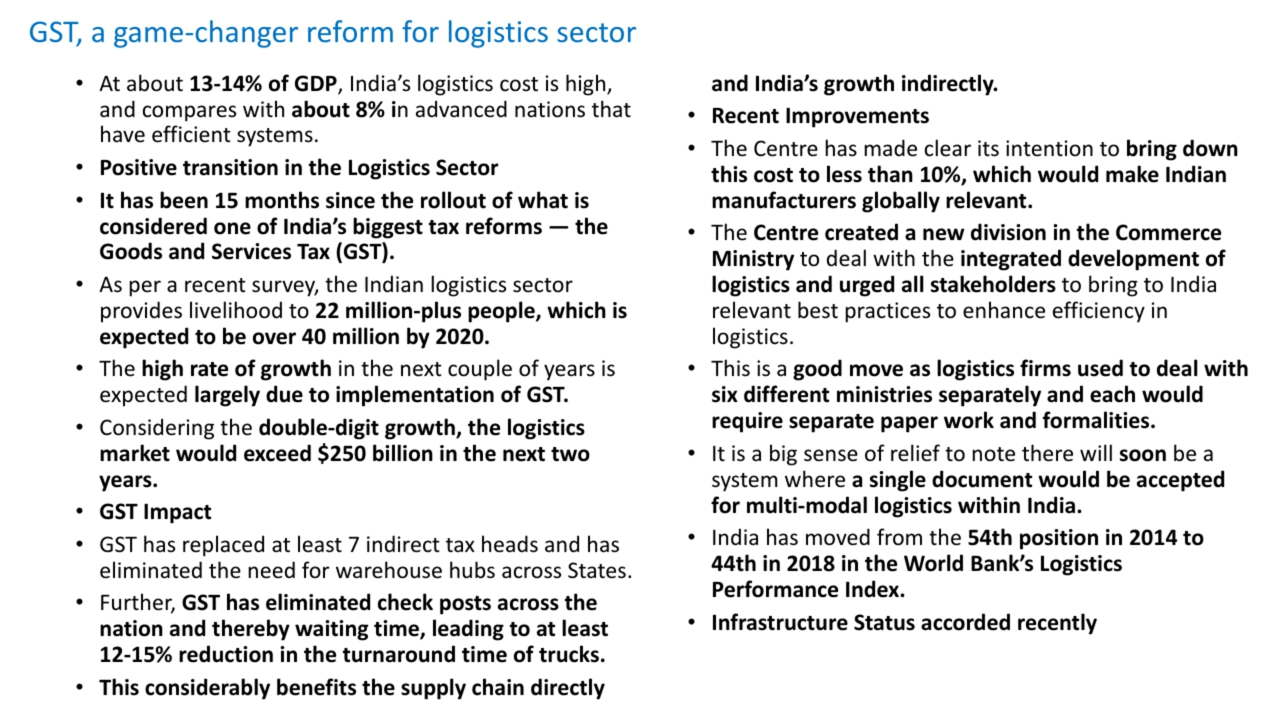 GST, a game-changer reform for logistics sector
• At about 13-14% of GDP, India's logistics cost is high,
and compares with about 8% in advanced nations that
have efficient systems.
• Positive transition in the Logistics Sector
• It has been 15 months since the rollout of what is
considered one of India's biggest tax reforms — the
Goods and Services Tax (GST).
• As per a recent survey, the Indian logistics sector
provides livelihood to 22 million-plus people, which is
expected to be over 40 million by 2020.
• The high rate of growth in the next couple of years is
expected largely due to implementation of GST.
• Considering the double-digit growth, the logistics
market would exceed $250 billion in the next two
years.
• GST Impact
• GST has replaced at least 7 indirect tax heads and has
eliminated the need for warehouse hubs across States.
• Further, GST has eliminated check posts across the
nation and thereby waiting time, leading to at least
12-15% reduction in the turnaround time of trucks.
• This considerably benefits the supply chain directly
and India's growth indirectly.
• Recent Improvements
• The Centre has made clear its intention to bring down
this cost to less than 10%, which would make Indian
manufacturers globally relevant.
• The Centre created a new division in the Commerce
Ministry to deal with the integrated development of
logistics and urged all stakeholders to bring to India
relevant best practices to enhance efficiency in
logistics.
• This is a good move as logistics firms used to deal with
six different ministries separately and each would
require separate paper work and formalities.
• It is a big sense of relief to note there will soon be a
system where a single document would be accepted
for multi-modal logistics within India.
• India has moved from the 54th position in 2014 to
44th in 2018 in the World Bank's Logistics
Performance Index.
• Infrastructure Status accorded recently